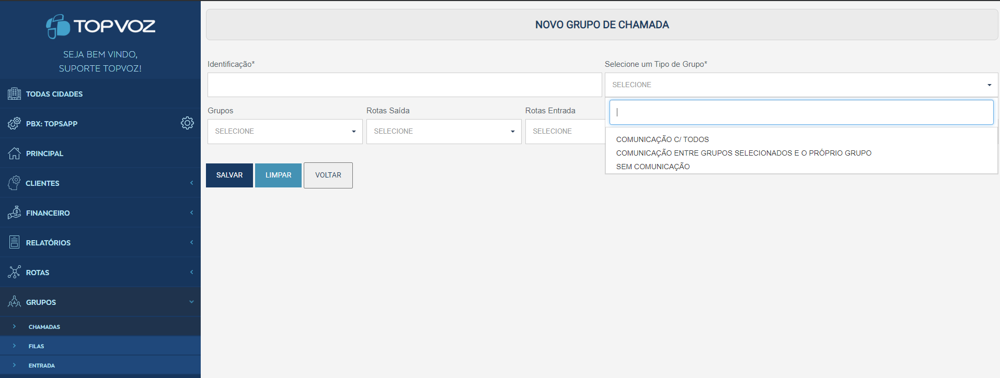 TOPVOZ
SEJA BEM VINDO,
SUPORTE TOPVOZ!
TODAS CIDADES
PBX: TOPSAPP
PRINCIPAL
CLIENTES
FINANCEIRO
RELATÓRIOS
ROTAS
GRUPOS
CHAMADAS
FILAS
ENTRADA
NOVO GRUPO DE CHAMADA
Identificação*
Selecione um Tipo de Grupo*
SELECIONE
COMUNICAÇÃO C/ TODOS
COMUNICAÇÃO ENTRE GRUPOS SELECIONADOS E O PRÓPRIO GRUPO
SEM COMUNICAÇÃO
Grupos
SELECIONE
Rotas Saída
SELECIONE
Rotas Entrada
SELECIONE
SALVAR
LIMPAR
VOLTAR